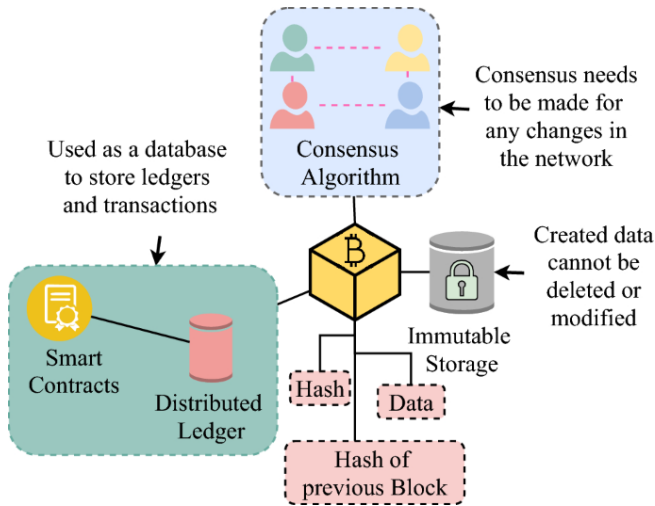 Consensus
Algorithm
Consensus needs
to be made for
any changes in
the network
Used as a database
to store ledgers
and transactions
₿
Created data
cannot be
deleted or
modified
Immutable
Storage
Smart
Contracts
Distributed
Ledger
Hash
Data
Hash of
previous Block